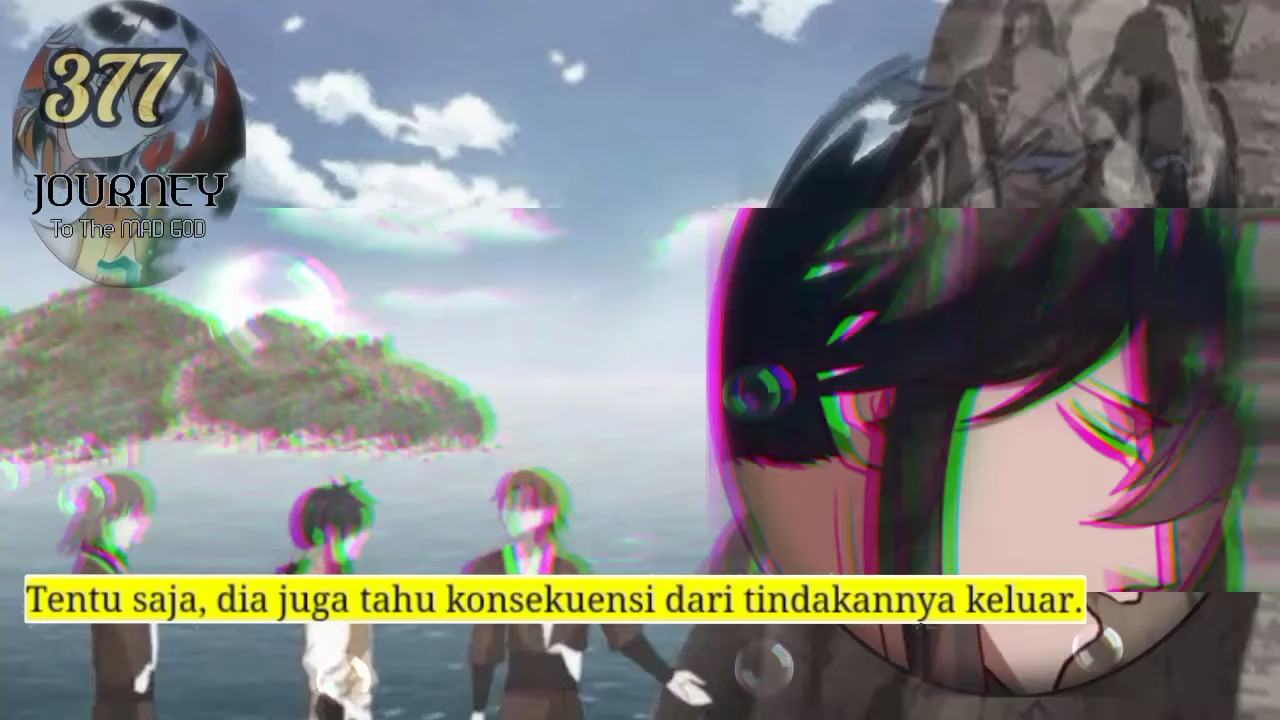 377
JOURNEY
To The MAD GOD
Tentu saja, dia juga tahu konsekuensi dari tindakannya keluar.